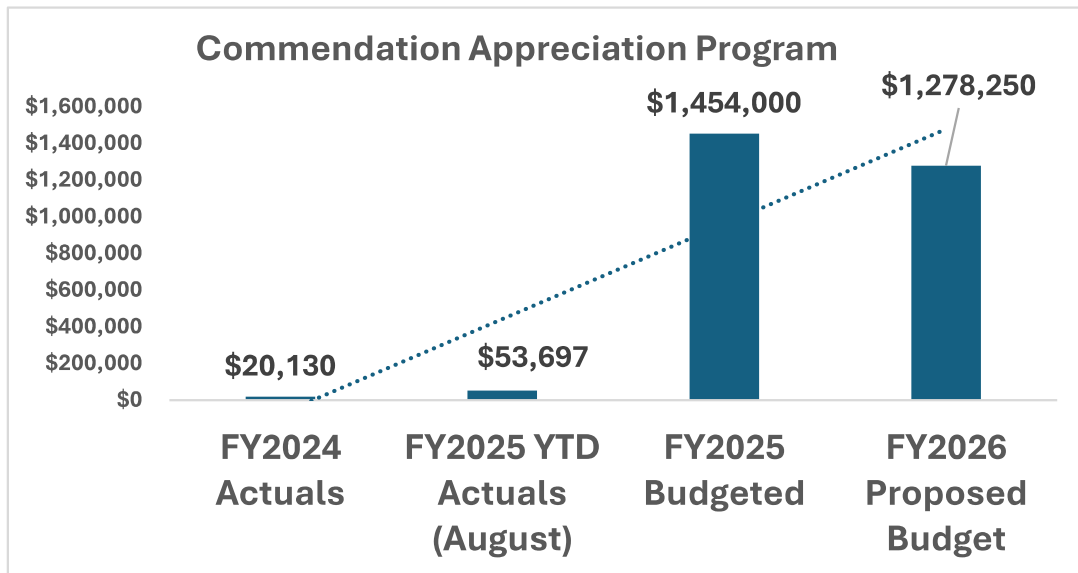 Commendation Appreciation Program
$1,600,000
$1,400,000
$1,200,000
$1,000,000
$800,000
$600,000
$400,000
$200,000
$0
$20,130
$53,697
$1,454,000
$1,278,250
FY2024
Actuals
FY2025 YTD
Actuals
(August)
FY2025
Budgeted
FY2026
Proposed
Budget